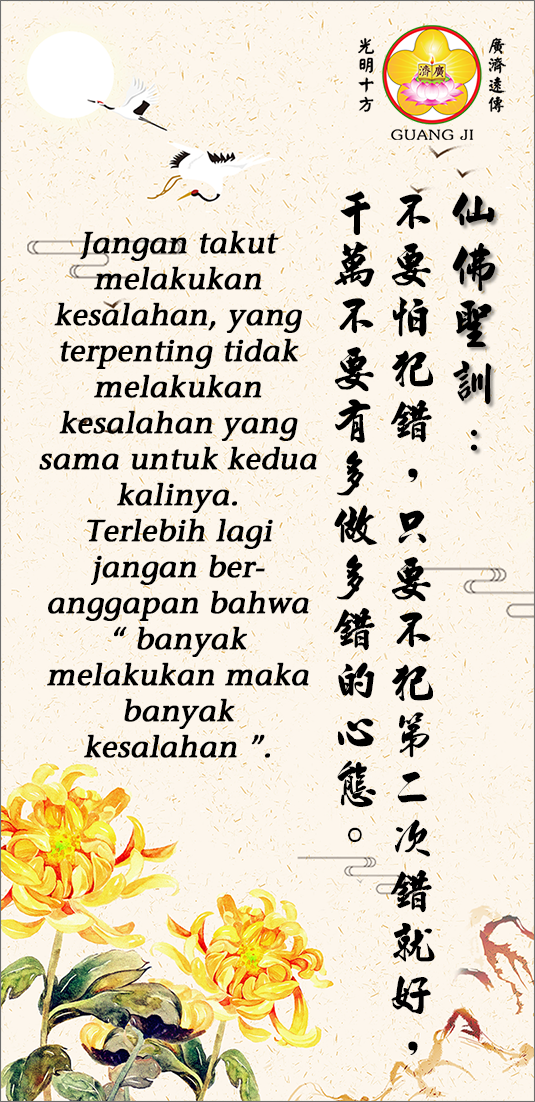 光明十方
濟廣
廣濟遠傳
GUANG JI
仙佛聖訓：
不要怕犯錯，只要不犯第二次錯就好，
千萬不要有多做多錯的心態。
Jangan takut
melakukan
kesalahan, yang
terpenting tidak
melakukan
kesalahan yang
sama untuk kedua
kalinya.
Terlebih lagi
jangan ber-
anggapan bahwa
“ banyak
melakukan maka
banyak
kesalahan ”.